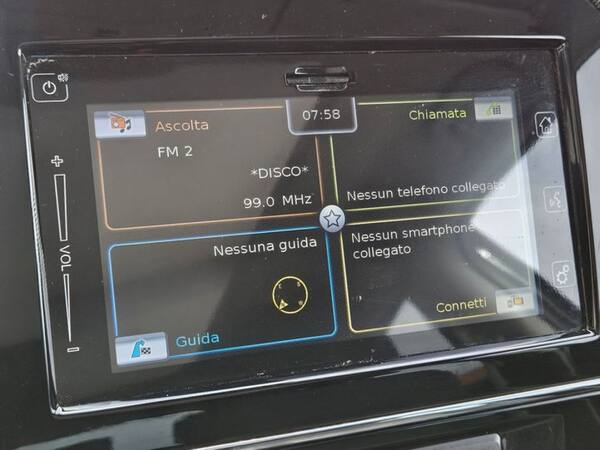 07:58
Ascolta
FM 2
*DISCO*
99.0 MHz
Chiamata
Nessun telefono collegato
Nessuna guida
Guida
Nessun smartphone
collegato
Connetti
+
VOL
-